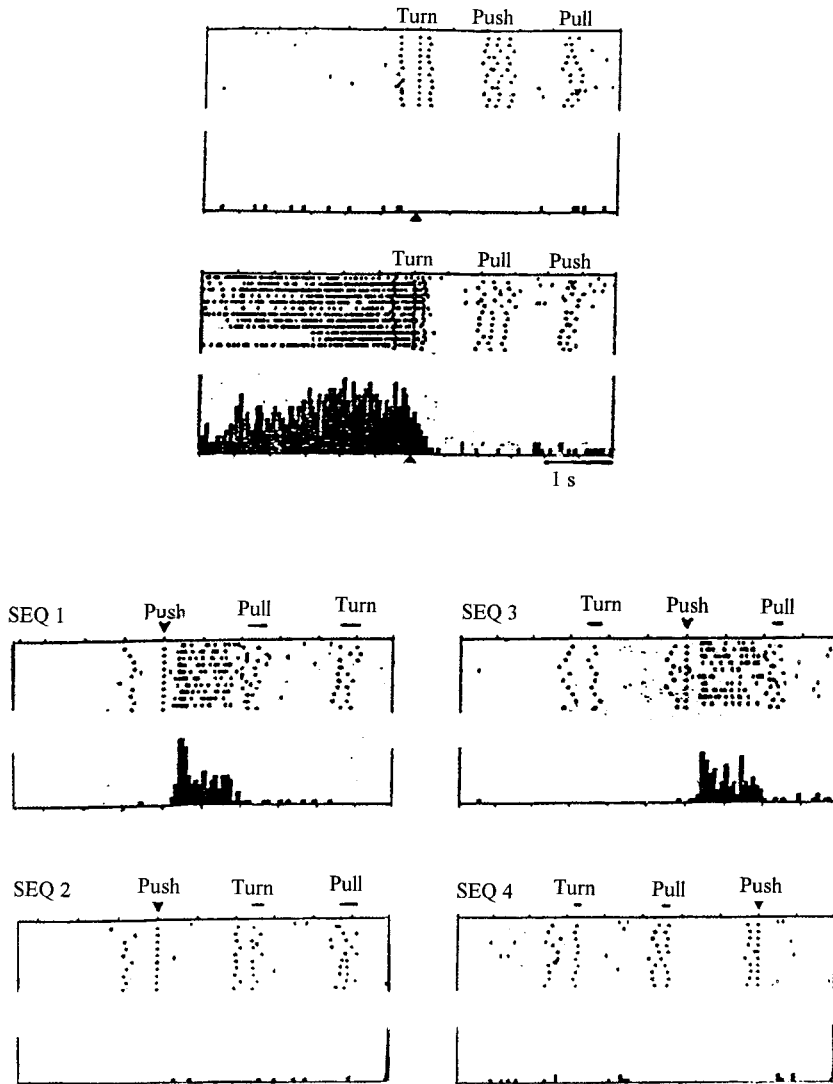 Turn Push Pull
Turn Pull Push
1 s
SEQ 1 Push Pull Turn
SEQ 3 Turn Push Pull
SEQ 2 Push Turn Pull
SEQ 4 Turn Pull Push